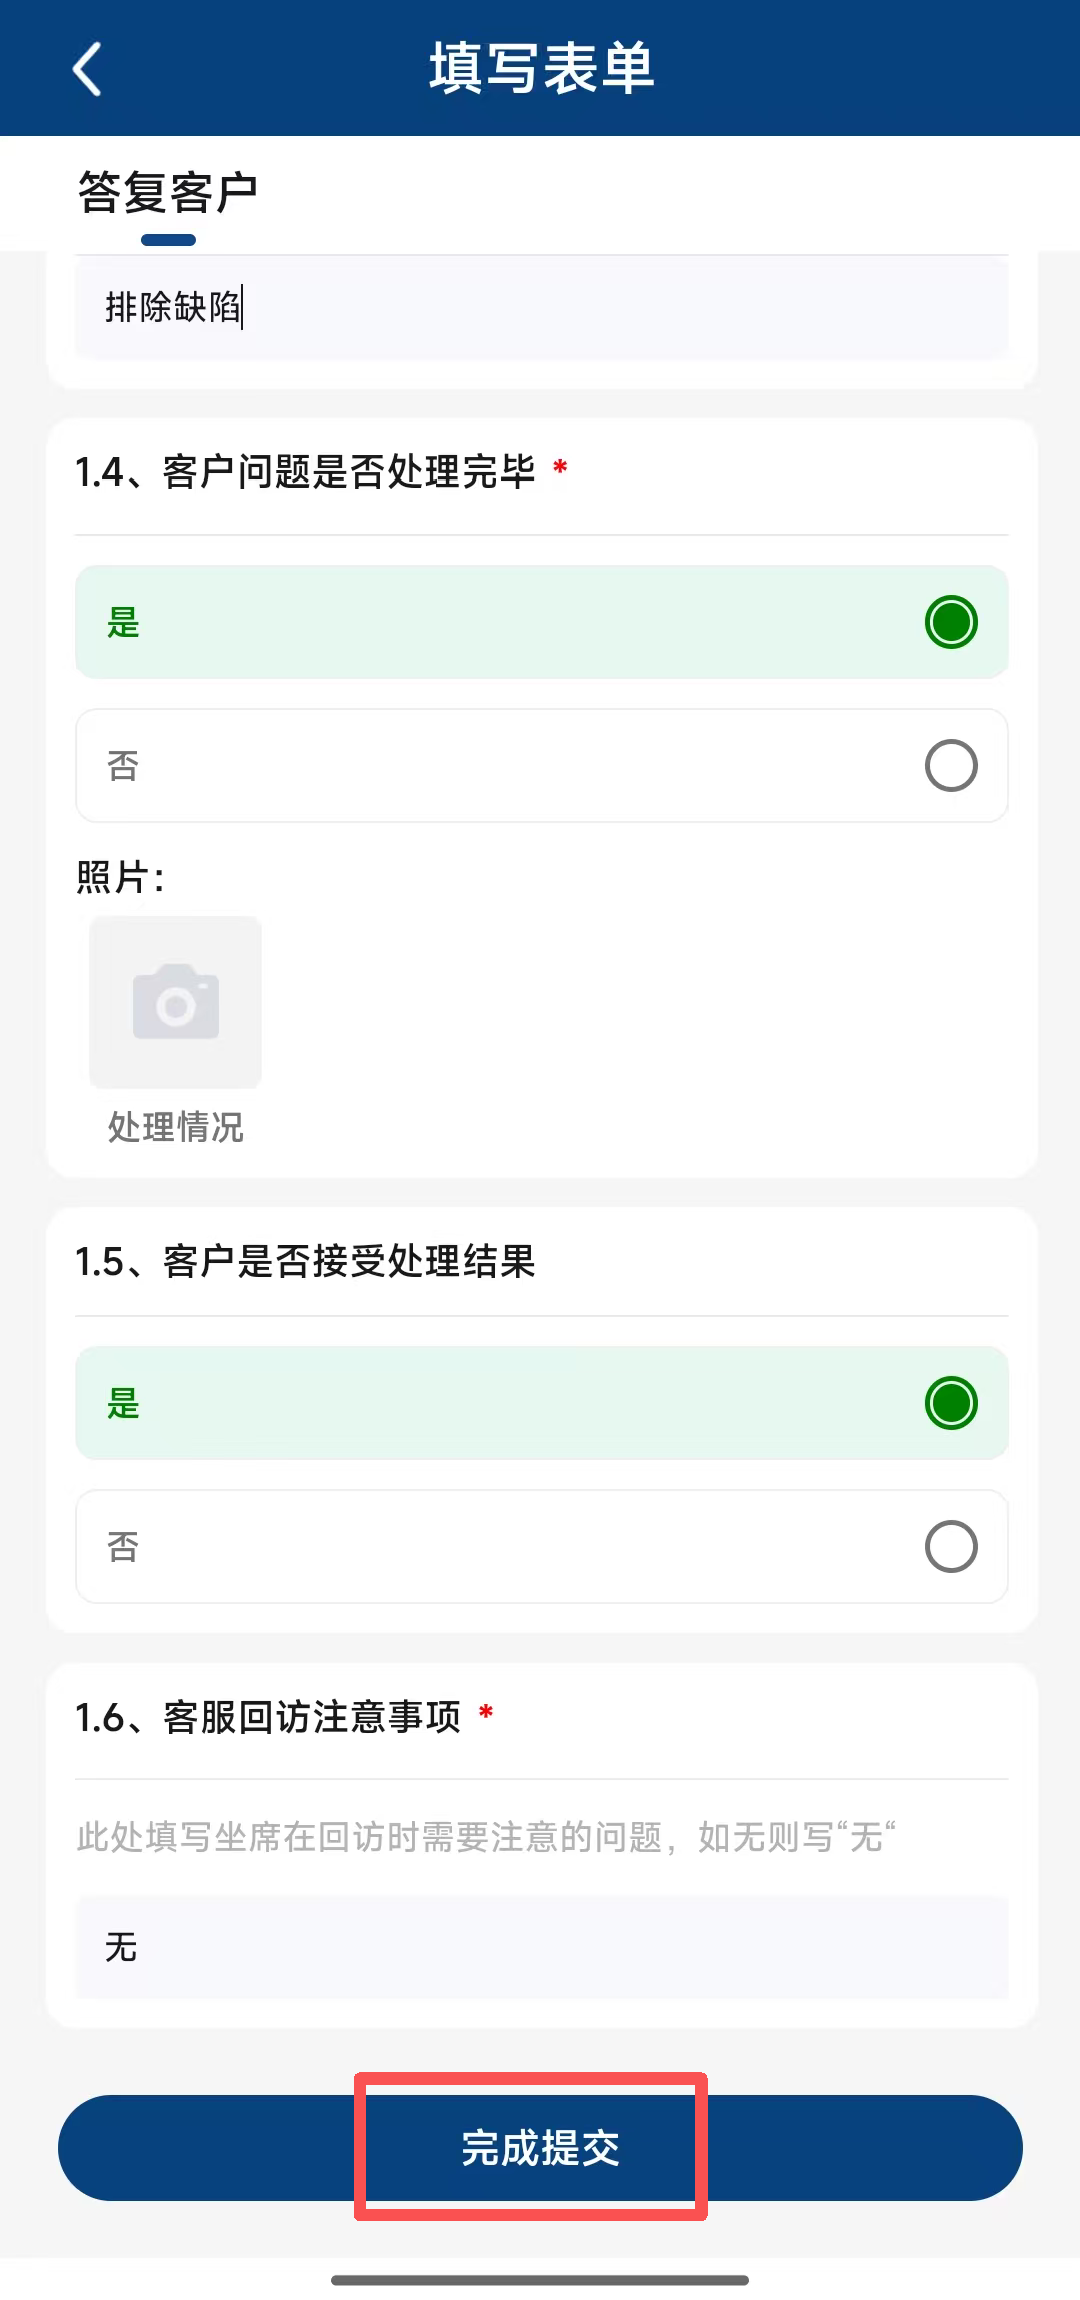 填写表单
答复客户
排除缺陷
1.4、客户问题是否处理完毕 *
是
否
照片:
处理情况
1.5、客户是否接受处理结果
是
否
1.6、客服回访注意事项 *
此处填写坐席在回访时需要注意的问题，如无则写“无“
无
完成提交